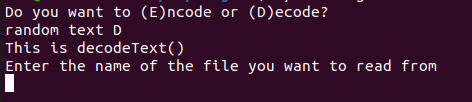 Do you want to (E)ncode or (D)ecode?
random text D
This is decodeText()
Enter the name of the file you want to read from